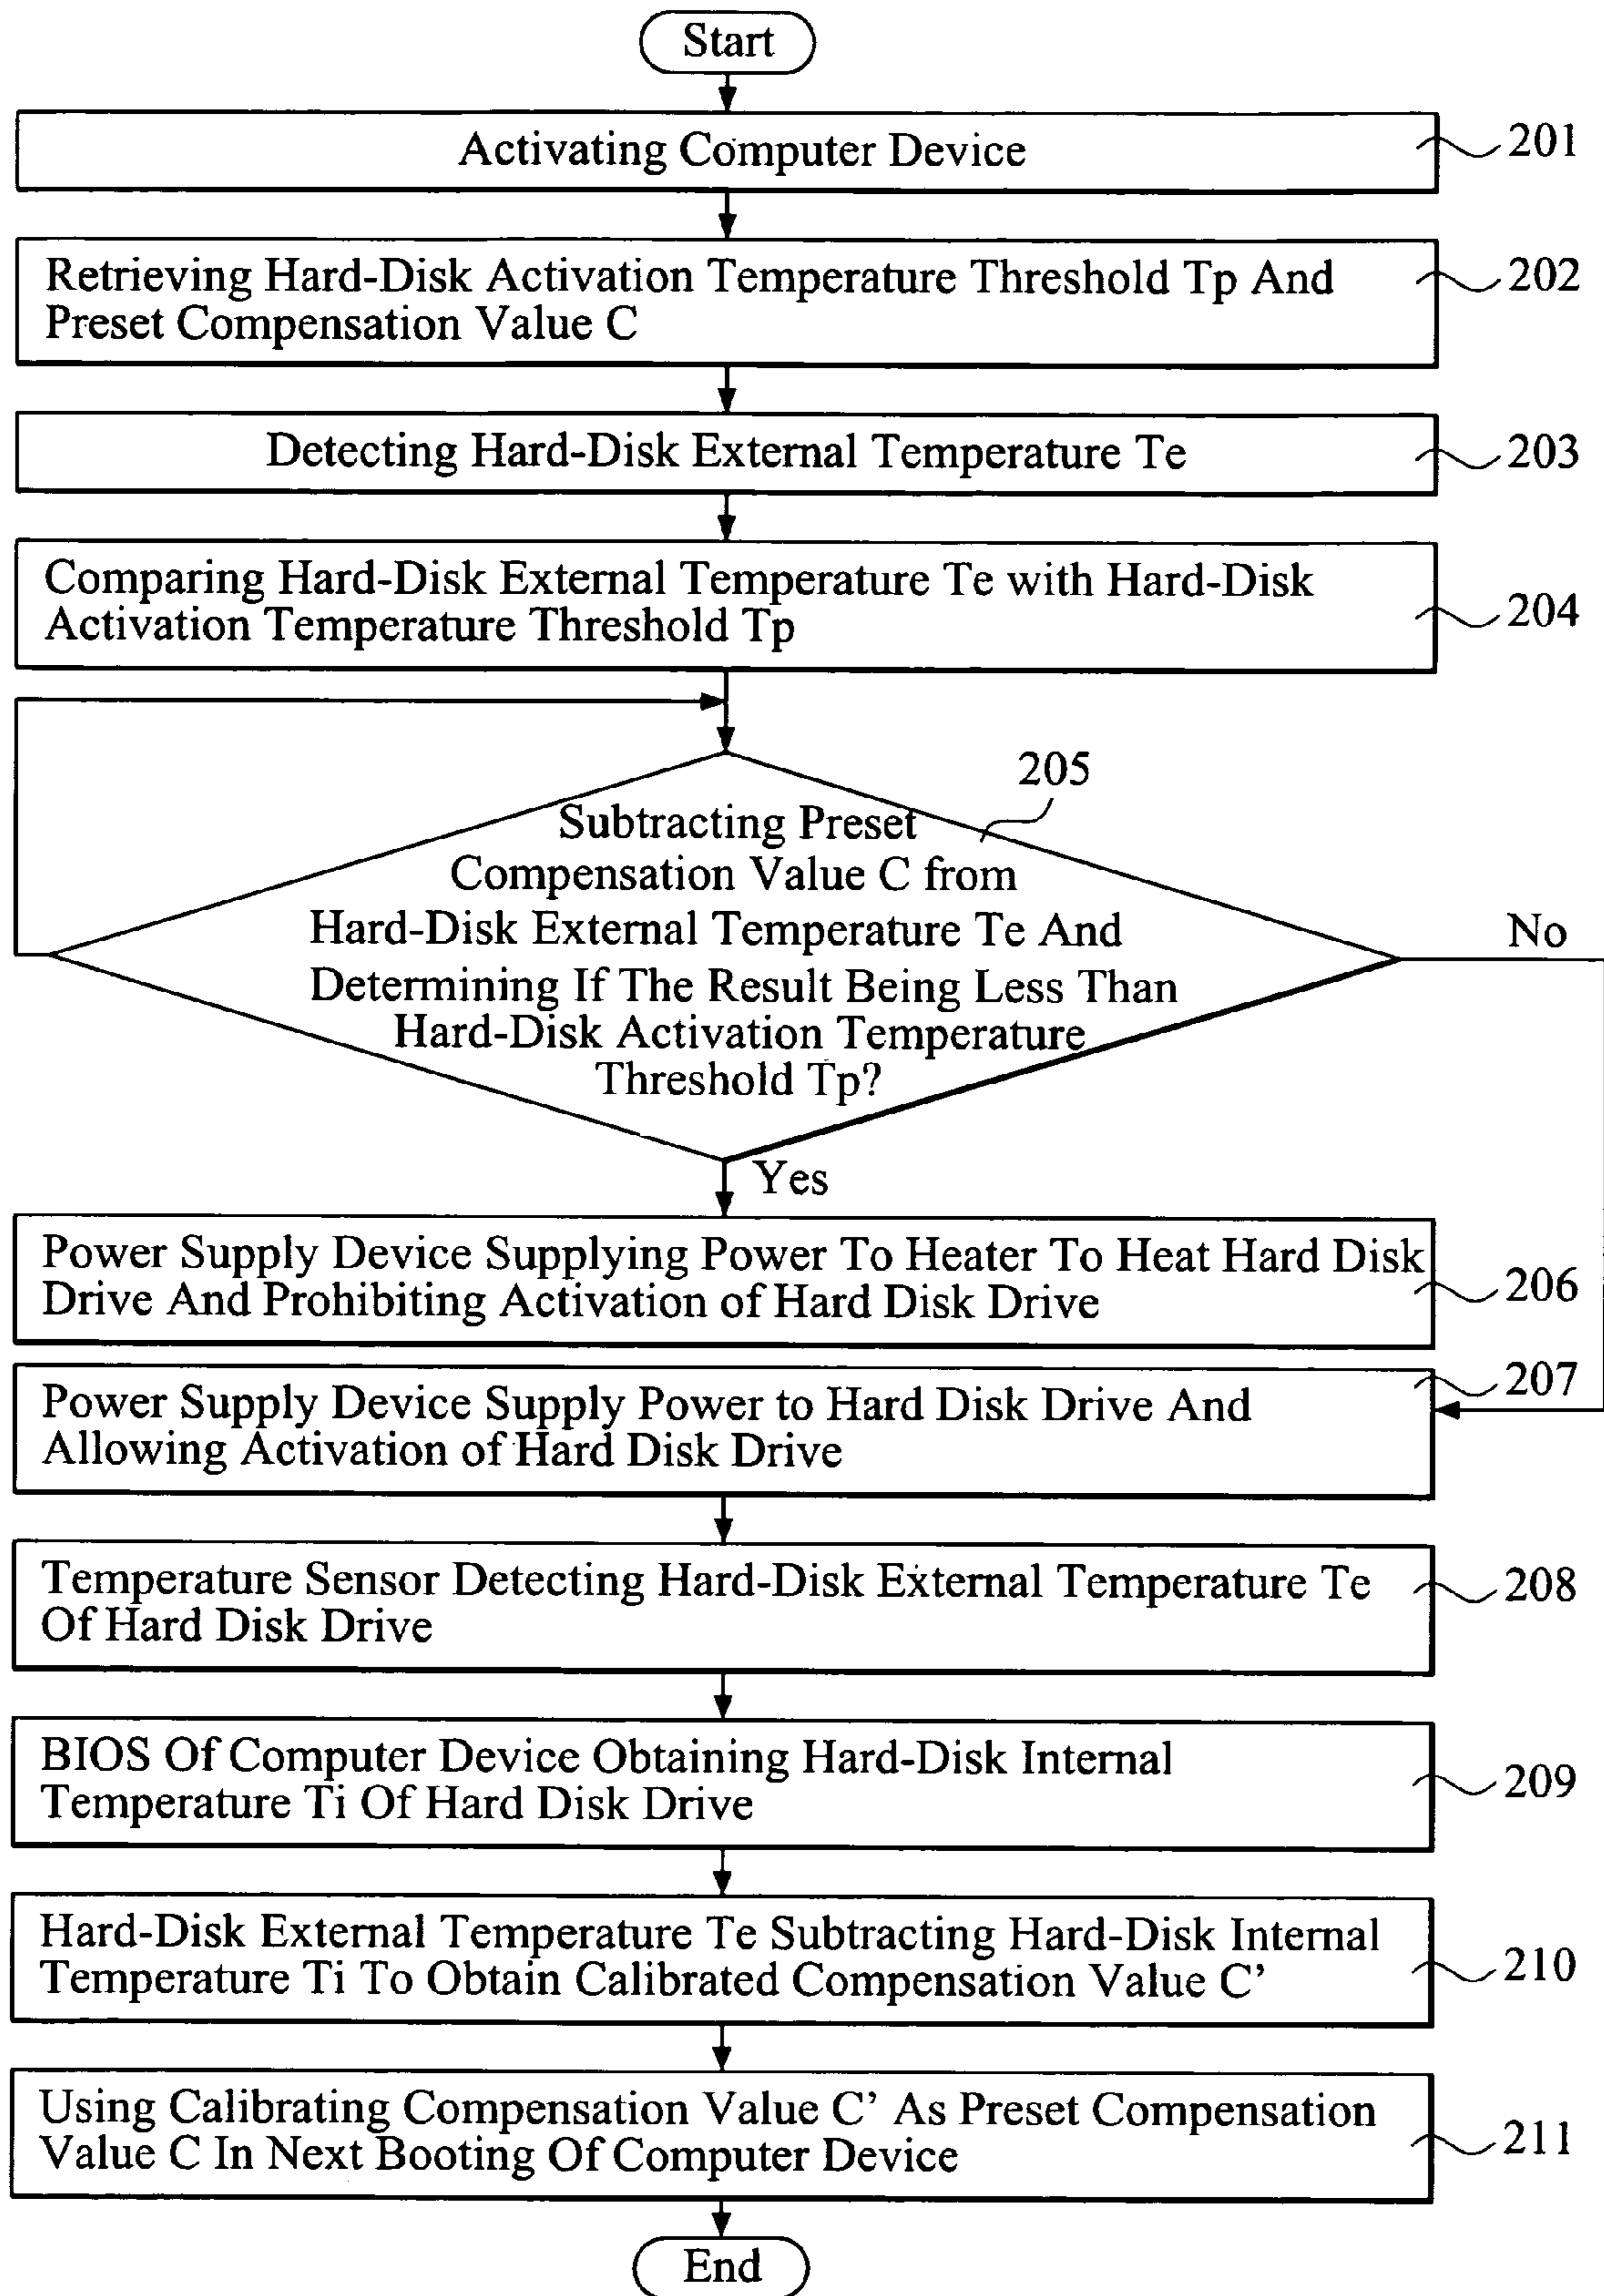 Start
Activating Computer Device
201
Retrieving Hard-Disk Activation Temperature Threshold Tp And
Preset Compensation Value C
202
Detecting Hard-Disk External Temperature Te
203
Comparing Hard-Disk External Temperature Te with Hard-Disk
Activation Temperature Threshold Tp
204
205
Subtracting Preset
Compensation Value C from
Hard-Disk External Temperature Te And
Determining If The Result Being Less Than
Hard-Disk Activation Temperature
Threshold Tp?
No
Yes
Power Supply Device Supplying Power To Heater To Heat Hard Disk
Drive And Prohibiting Activation of Hard Disk Drive
206
Power Supply Device Supply Power to Hard Disk Drive And
Allowing Activation of Hard Disk Drive
207
Temperature Sensor Detecting Hard-Disk External Temperature Te
Of Hard Disk Drive
208
BIOS Of Computer Device Obtaining Hard-Disk Internal
Temperature Ti Of Hard Disk Drive
209
Hard-Disk External Temperature Te Subtracting Hard-Disk Internal
Temperature Ti To Obtain Calibrated Compensation Value C’
210
Using Calibrating Compensation Value C’ As Preset Compensation
Value C In Next Booting Of Computer Device
211
End